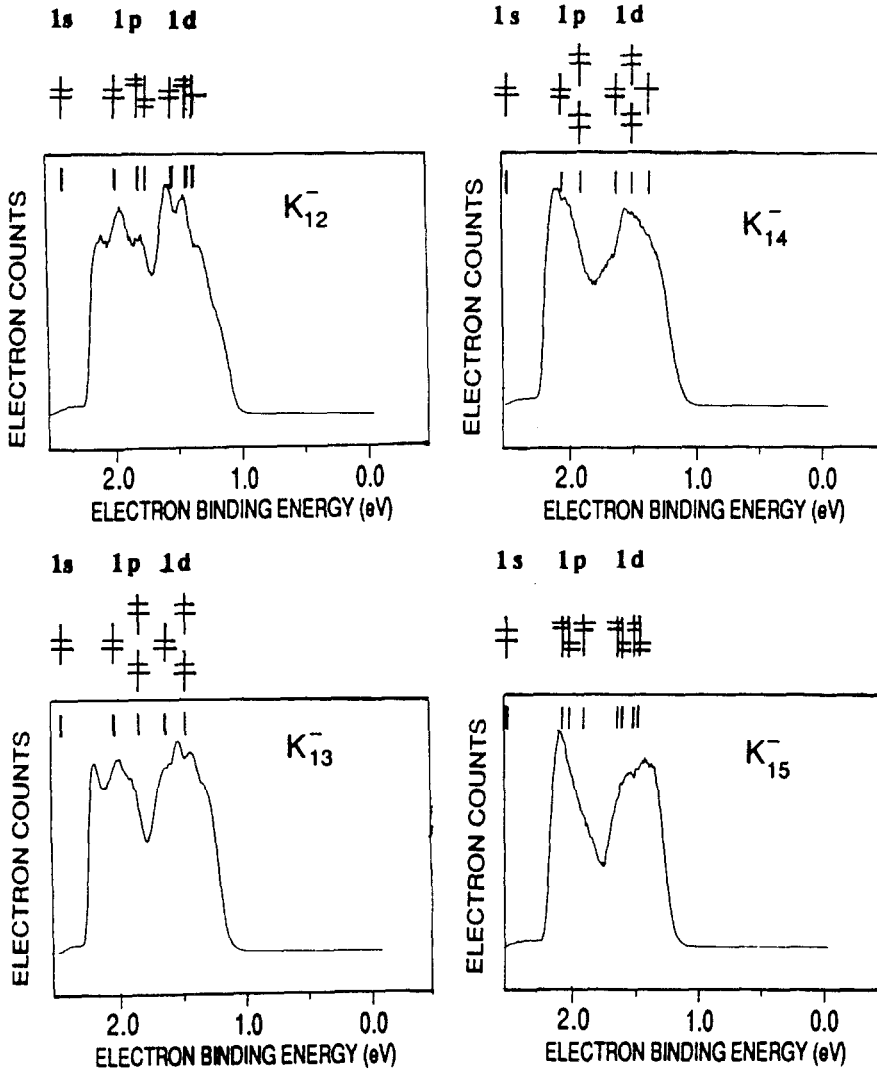 1s 1p 1d
ELECTRON COUNTS
K₁₂⁻
2.0 1.0 0.0
ELECTRON BINDING ENERGY (eV)
1s 1p 1d
ELECTRON COUNTS
K₁₄⁻
2.0 1.0 0.0
ELECTRON BINDING ENERGY (eV)
1s 1p 1d
ELECTRON COUNTS
K₁₃⁻
2.0 1.0 0.0
ELECTRON BINDING ENERGY (eV)
1s 1p 1d
ELECTRON COUNTS
K₁₅⁻
2.0 1.0 0.0
ELECTRON BINDING ENERGY (eV)